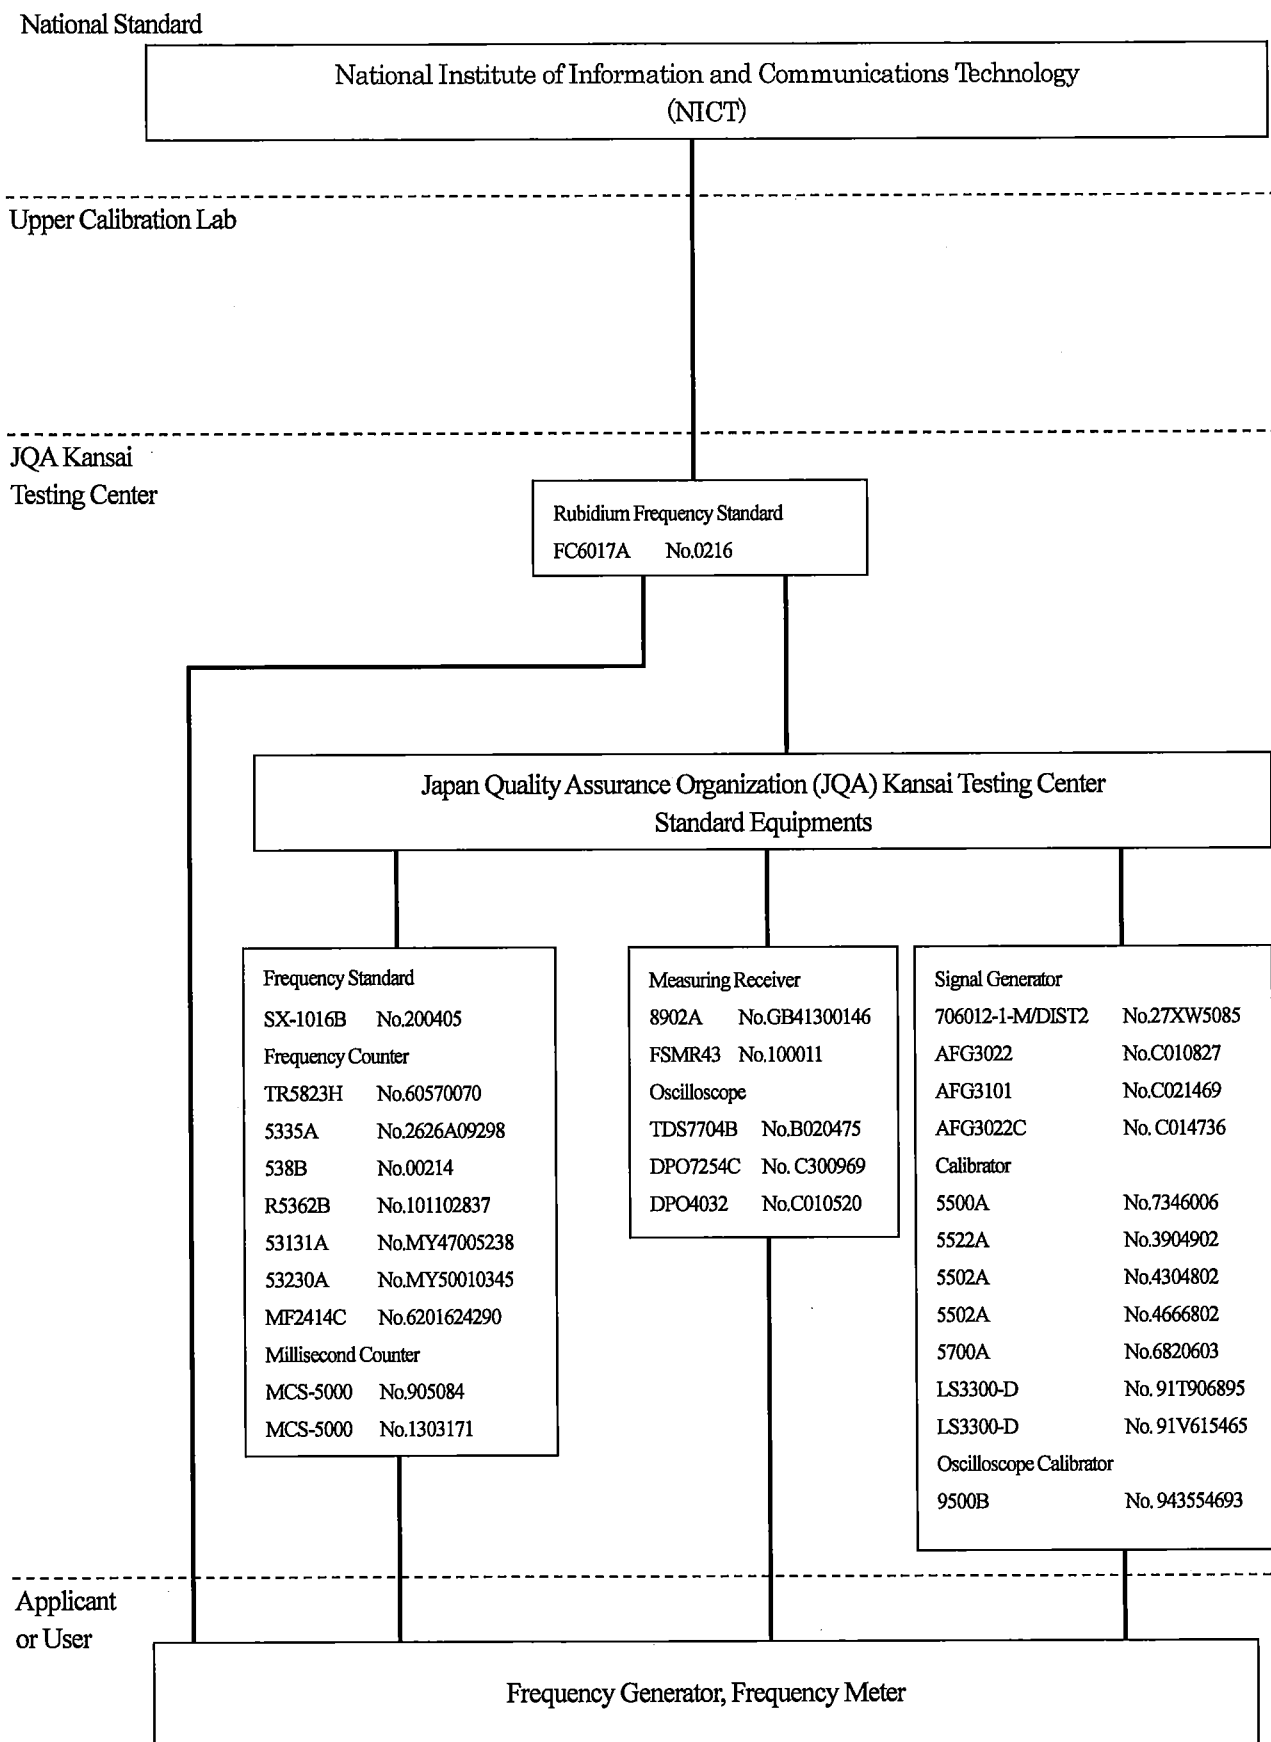 National Standard
National Institute of Information and Communications Technology
(NICT)
Upper Calibration Lab
JQA Kansai
Testing Center
Rubidium Frequency Standard
FC6017A No.0216
Japan Quality Assurance Organization (JQA) Kansai Testing Center
Standard Equipments
Frequency Standard
SX-1016B No.200405
Frequency Counter
TR5823H No.60570070
5335A No.2626A09298
538B No.00214
R5362B No.101102837
53131A No.MY47005238
53230A No.MY50010345
MF2414C No.6201624290
Millisecond Counter
MCS-5000 No.905084
MCS-5000 No.1303171
Measuring Receiver
8902A No.GB41300146
FSMR43 No.100011
Oscilloscope
TDS7704B No.B020475
DPO7254C No. C300969
DPO4032 No.C010520
Signal Generator
706012-1-M/DIST2 No.27XW5085
AFG3022 No.C010827
AFG3101 No.C021469
AFG3022C No. C014736
Calibrator
5500A No.7346006
5522A No.3904902
5502A No.4304802
5502A No.4666802
5700A No.6820603
LS3300-D No. 91T906895
LS3300-D No. 91V615465
Oscilloscope Calibrator
9500B No. 943554693
Applicant
or User
Frequency Generator, Frequency Meter